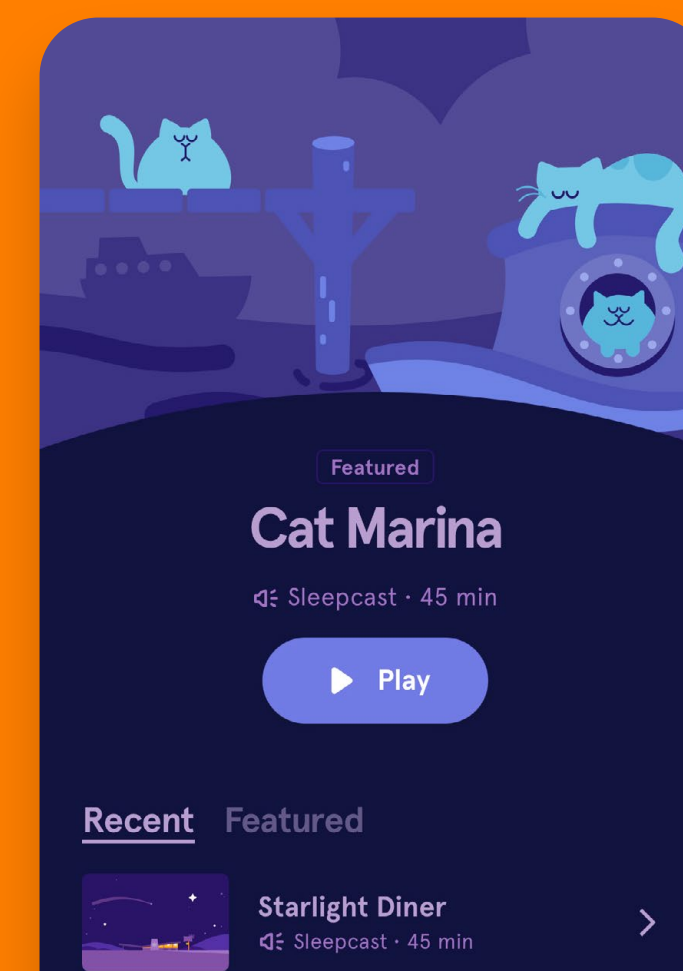 Featured
Cat Marina
Sleepcast · 45 min
Play
Recent Featured
Starlight Diner
Sleepcast · 45 min